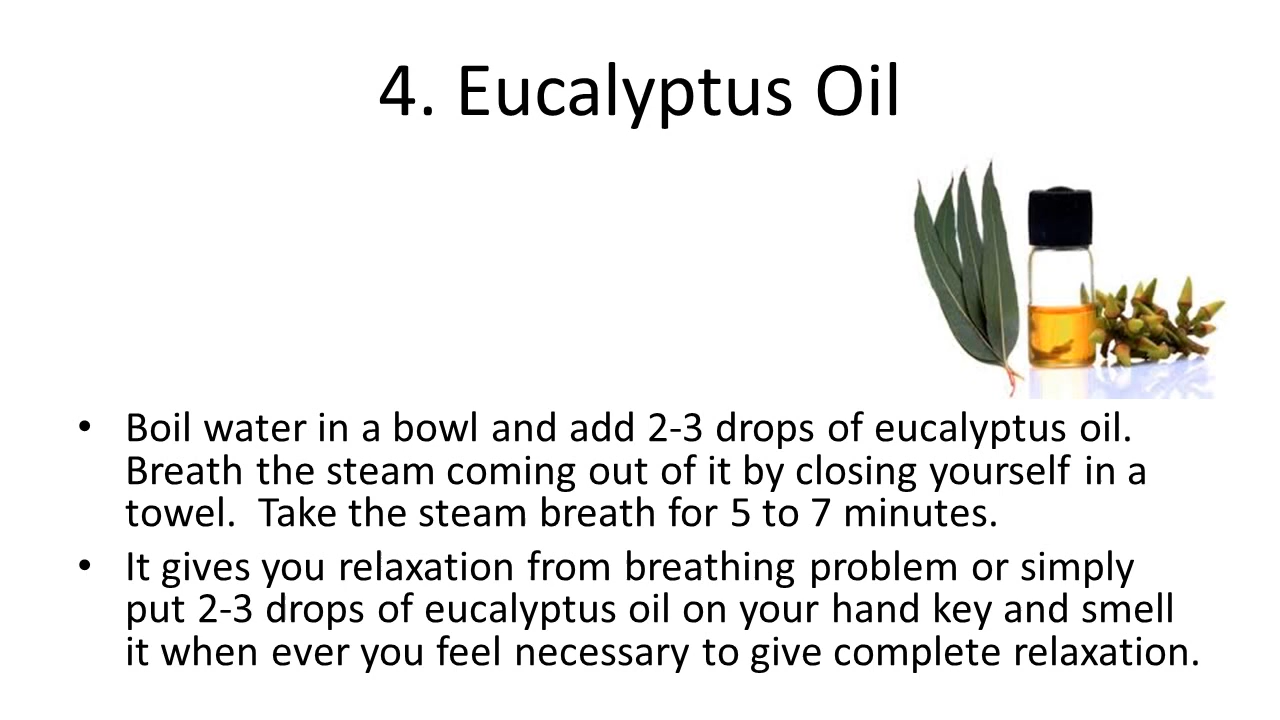 4. Eucalyptus Oil
• Boil water in a bowl and add 2-3 drops of eucalyptus oil.
Breath the steam coming out of it by closing yourself in a
towel.  Take the steam breath for 5 to 7 minutes.
• It gives you relaxation from breathing problem or simply
put 2-3 drops of eucalyptus oil on your hand key and smell
it when ever you feel necessary to give complete relaxation.